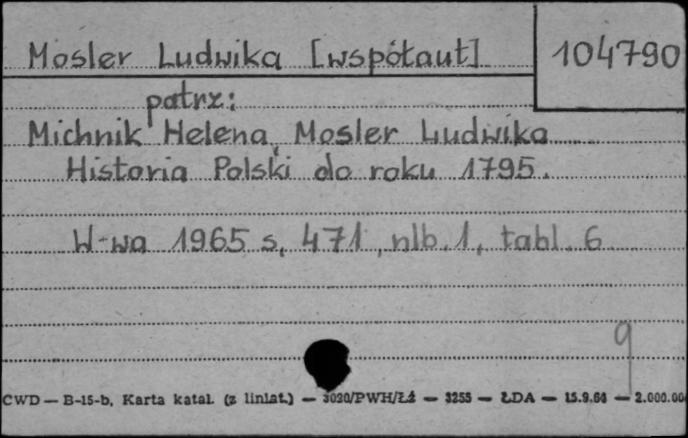 Mosler Ludwika [współaut]
104790
patrz:
Michnik Helena, Mosler Ludwika
Historia Polski do roku 1795.
W-wa 1965 s. 471, nlb. 1, tabl. 6
9
CWD — B-15-b. Karta katal. (z liniat.) — 3020/PWH/Łź — 3255 — ŁDA — 15.9.66 — 2.000.00